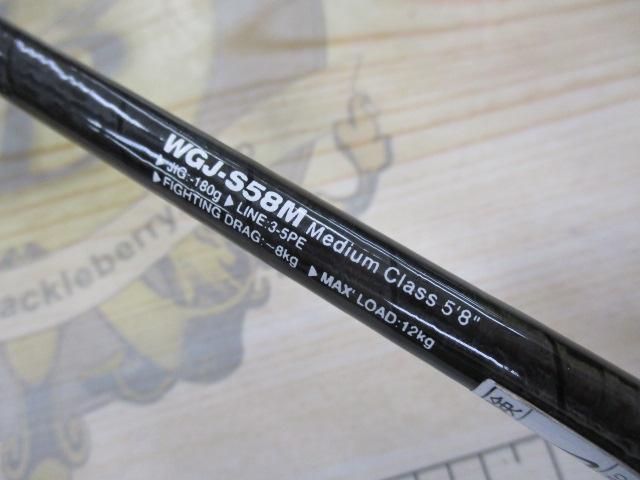 WGJ-S58M Medium Class 5'8"
▶JIG:-180g ▶LINE:3-5PE
▶FIGHTING DRAG:~8kg ▶MAX' LOAD:12kg
ackleberry